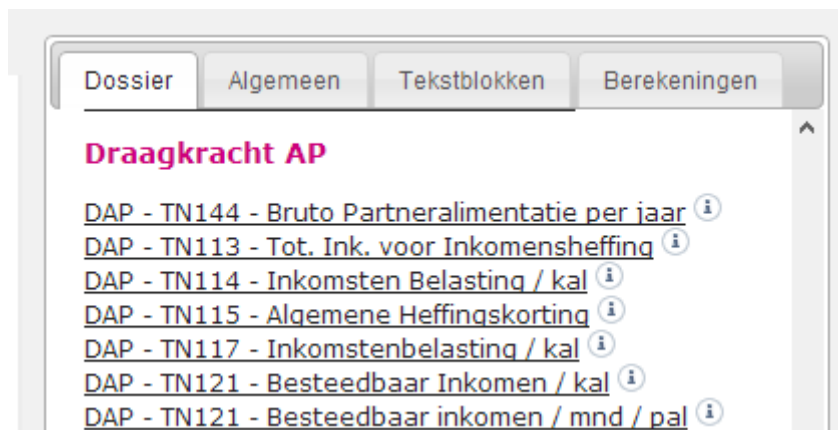 Dossier Algemeen Tekstblokken Berekeningen
Draagkracht AP
DAP - TN144 - Bruto Partneralimentatie per jaar
DAP - TN113 - Tot. Ink. voor Inkomensheffing
DAP - TN114 - Inkomsten Belasting / kal
DAP - TN115 - Algemene Heffingskorting
DAP - TN117 - Inkomstenbelasting / kal
DAP - TN121 - Besteedbaar Inkomen / kal
DAP - TN121 - Besteedbaar inkomen / mnd / pal